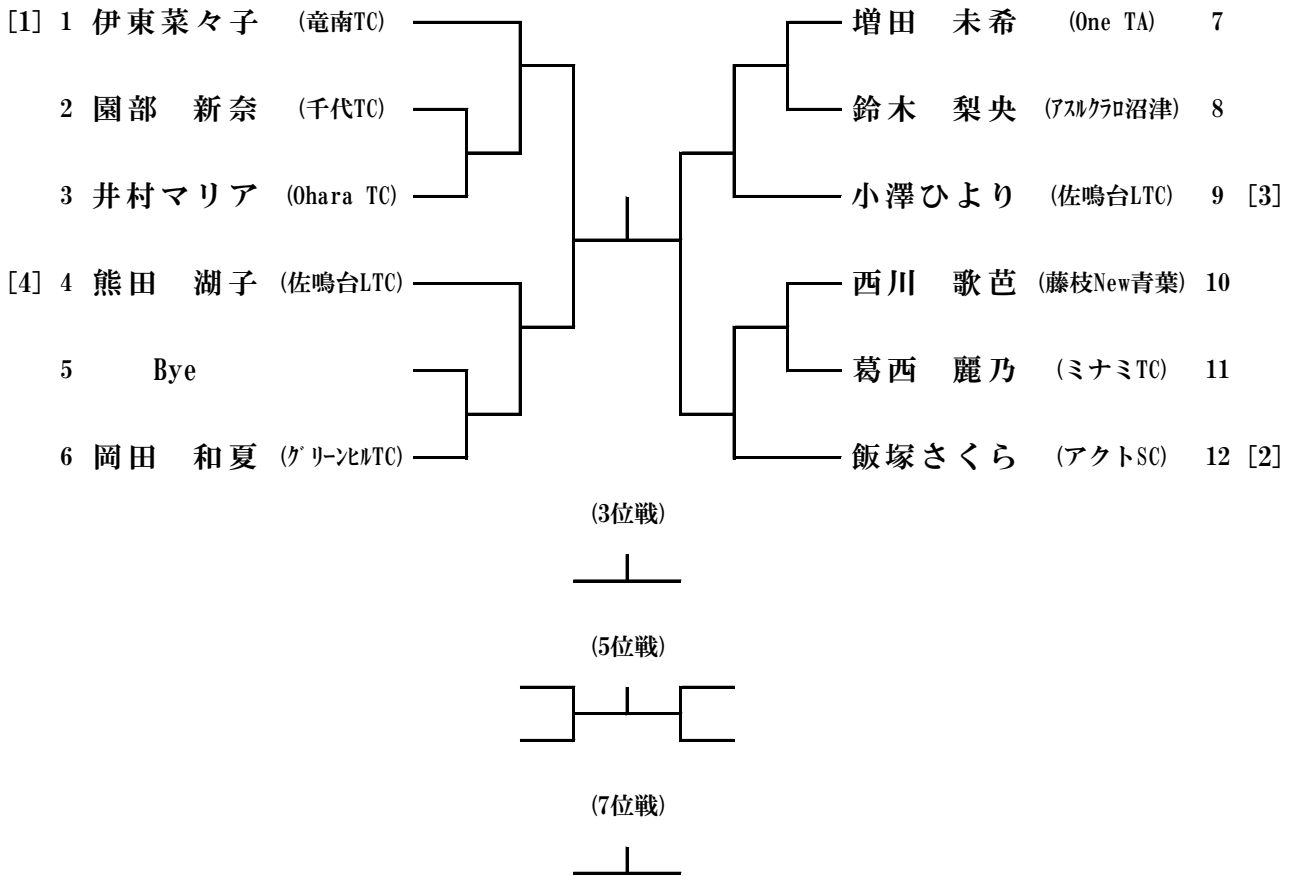 [1] 1 伊東菜々子 (竜南TC)
2 園部 新奈 (千代TC)
3 井村マリア (Ohara TC)
[4] 4 熊田 湖子 (佐鳴台LTC)
5 Bye
6 岡田 和夏 (グリーンヒルTC)
増田 未希 (One TA) 7
鈴木 梨央 (アスルクラロ沼津) 8
小澤ひより (佐鳴台LTC) 9 [3]
西川 歌芭 (藤枝New青葉) 10
葛西 麗乃 (ミナミTC) 11
飯塚さくら (アクトSC) 12 [2]
(3位戦)
(5位戦)
(7位戦)